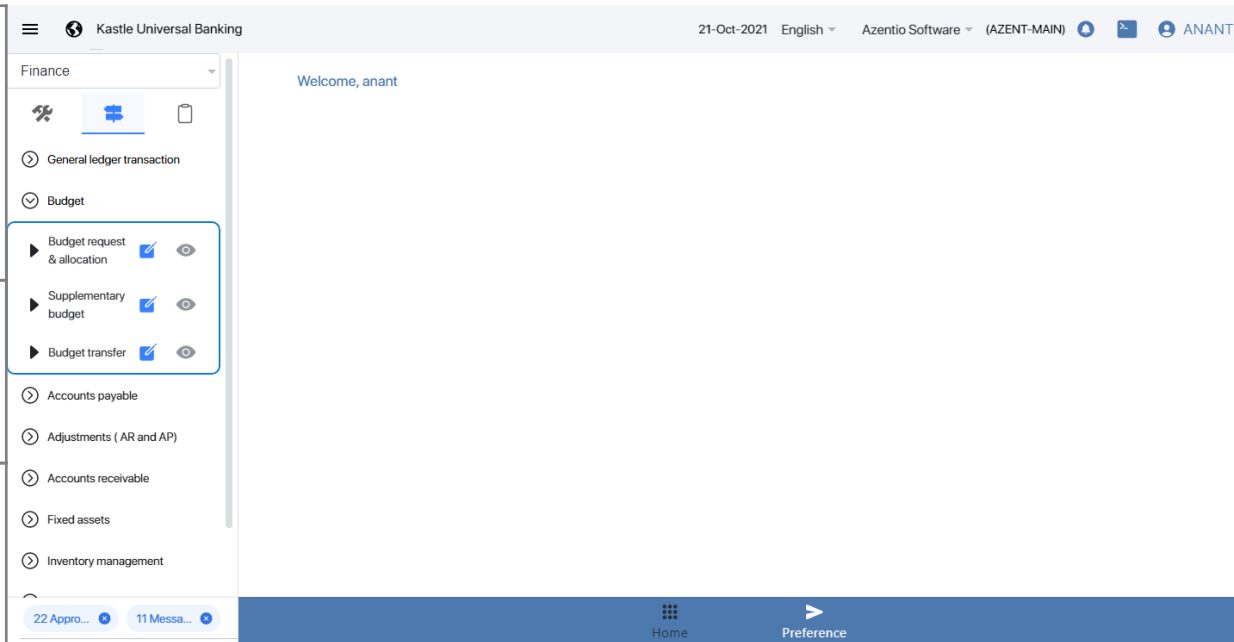 Kastle Universal Banking
21-Oct-2021 English Azentio Software (AZENT-MAIN) ANANT
Finance
Welcome, anant
General ledger transaction
Budget
Budget request
& allocation
Supplementary
budget
Budget transfer
Accounts payable
Adjustments ( AR and AP)
Accounts receivable
Fixed assets
Inventory management
22 Appro... 11 Messa...
Home
Preference